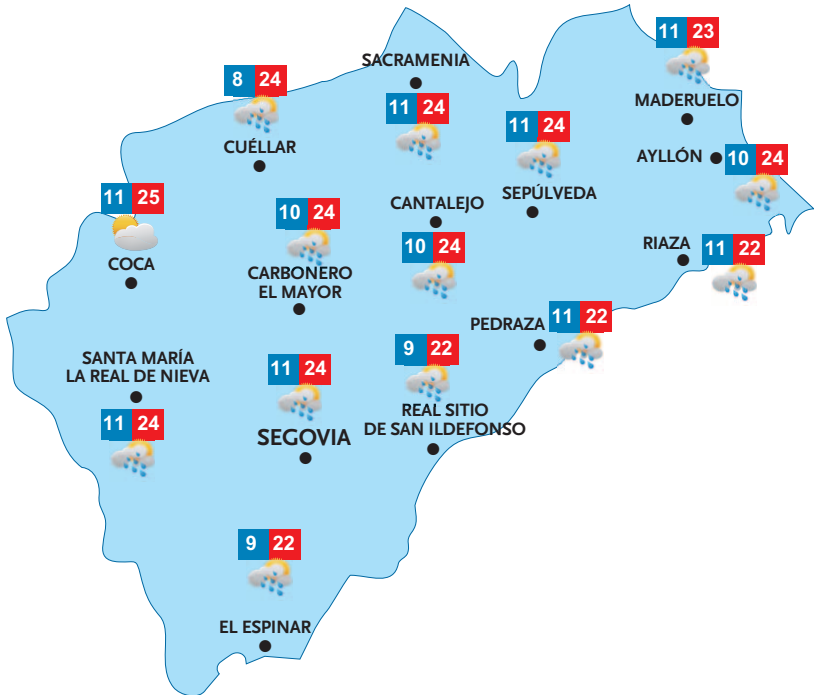 11 23
SACRAMENIA
8 24
MADERUELO
11 24
11 24
CUÉLLAR
AYLLÓN
10 24
11 25
SEPÚLVEDA
CANTALEJO
10 24
COCA
10 24
RIAZA
11 22
CARBONERO
EL MAYOR
PEDRAZA
11 22
9 22
SANTA MARÍA
LA REAL DE NIEVA
11 24
11 24
REAL SITIO
DE SAN ILDEFONSO
SEGOVIA
9 22
EL ESPINAR